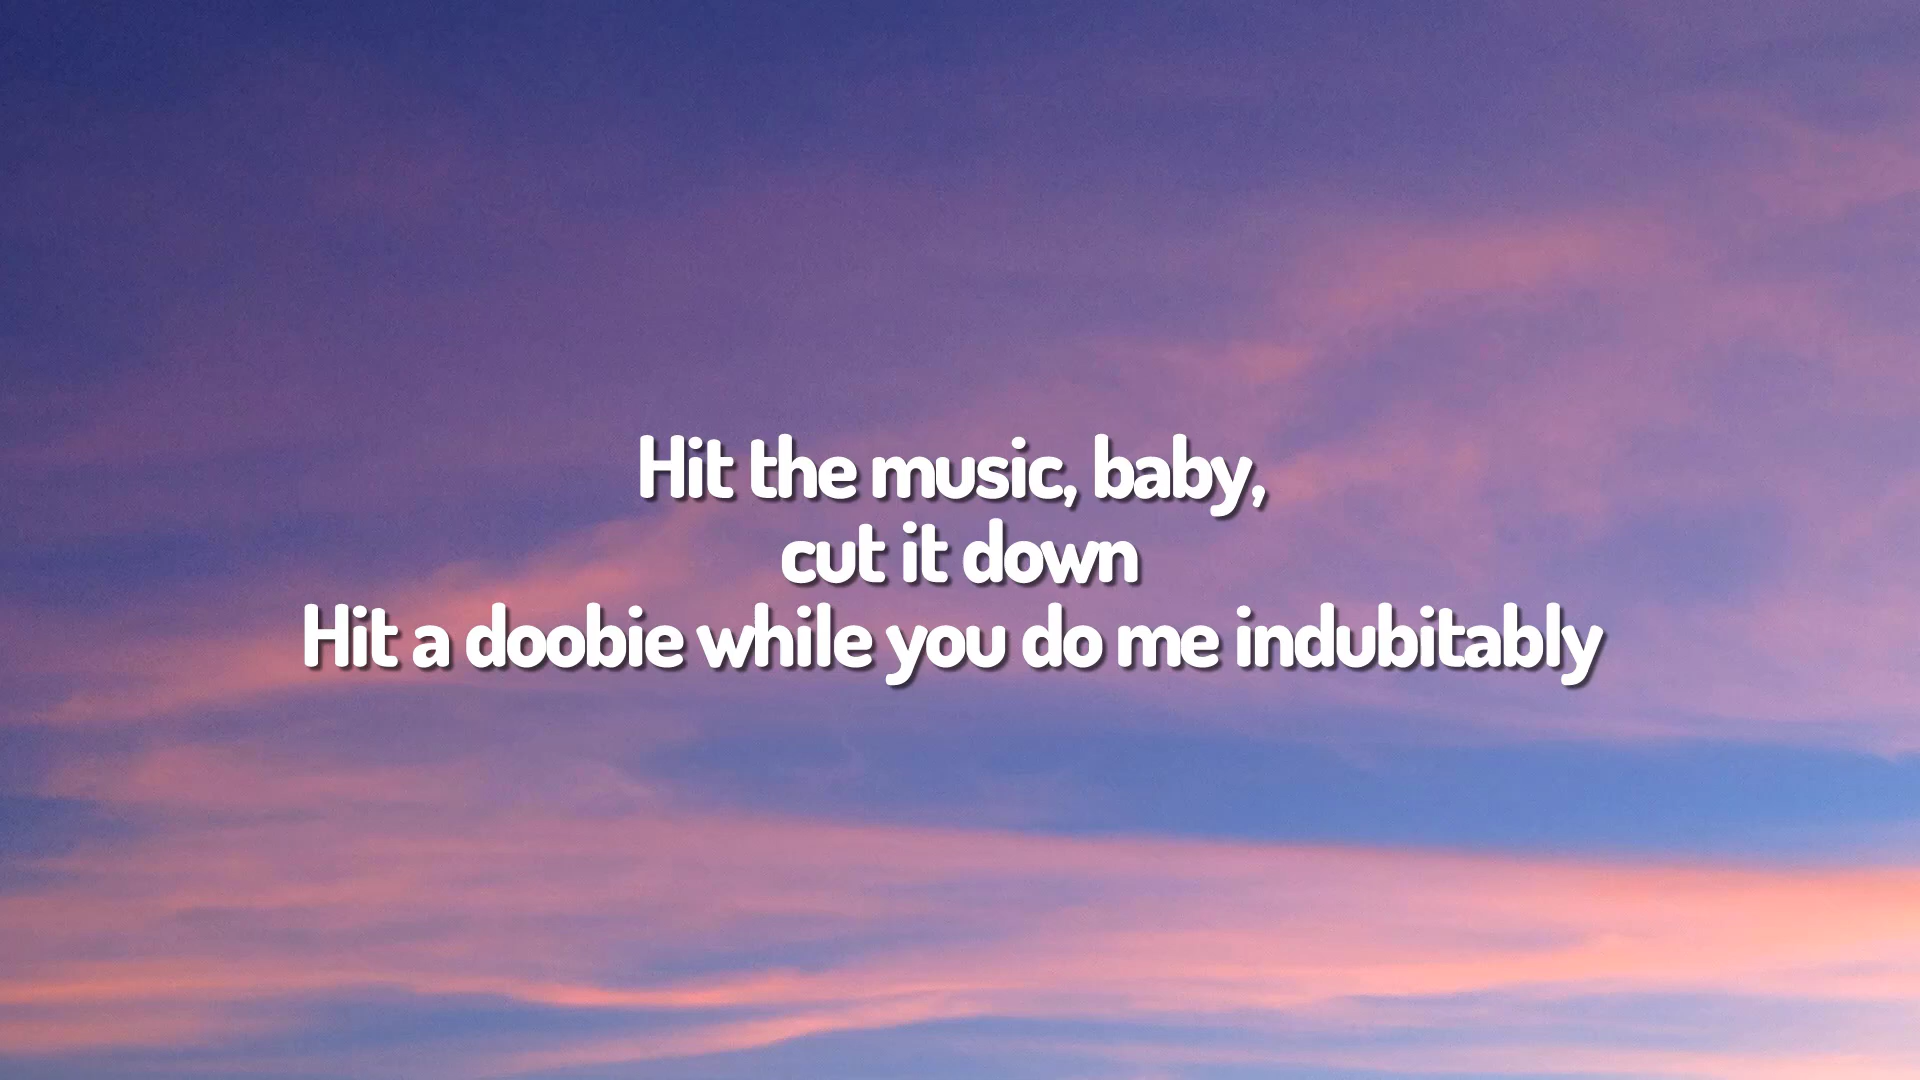 Hit the music, baby,
cut it down
Hit a doobie while you do me indubitably